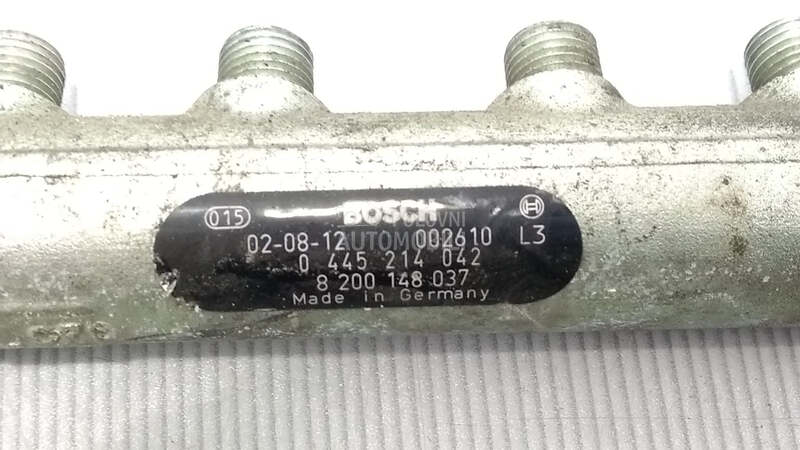 015 BOSCH
02-08-12 002610 L3
0 445 214 042
8 200 148 037
Made in Germany